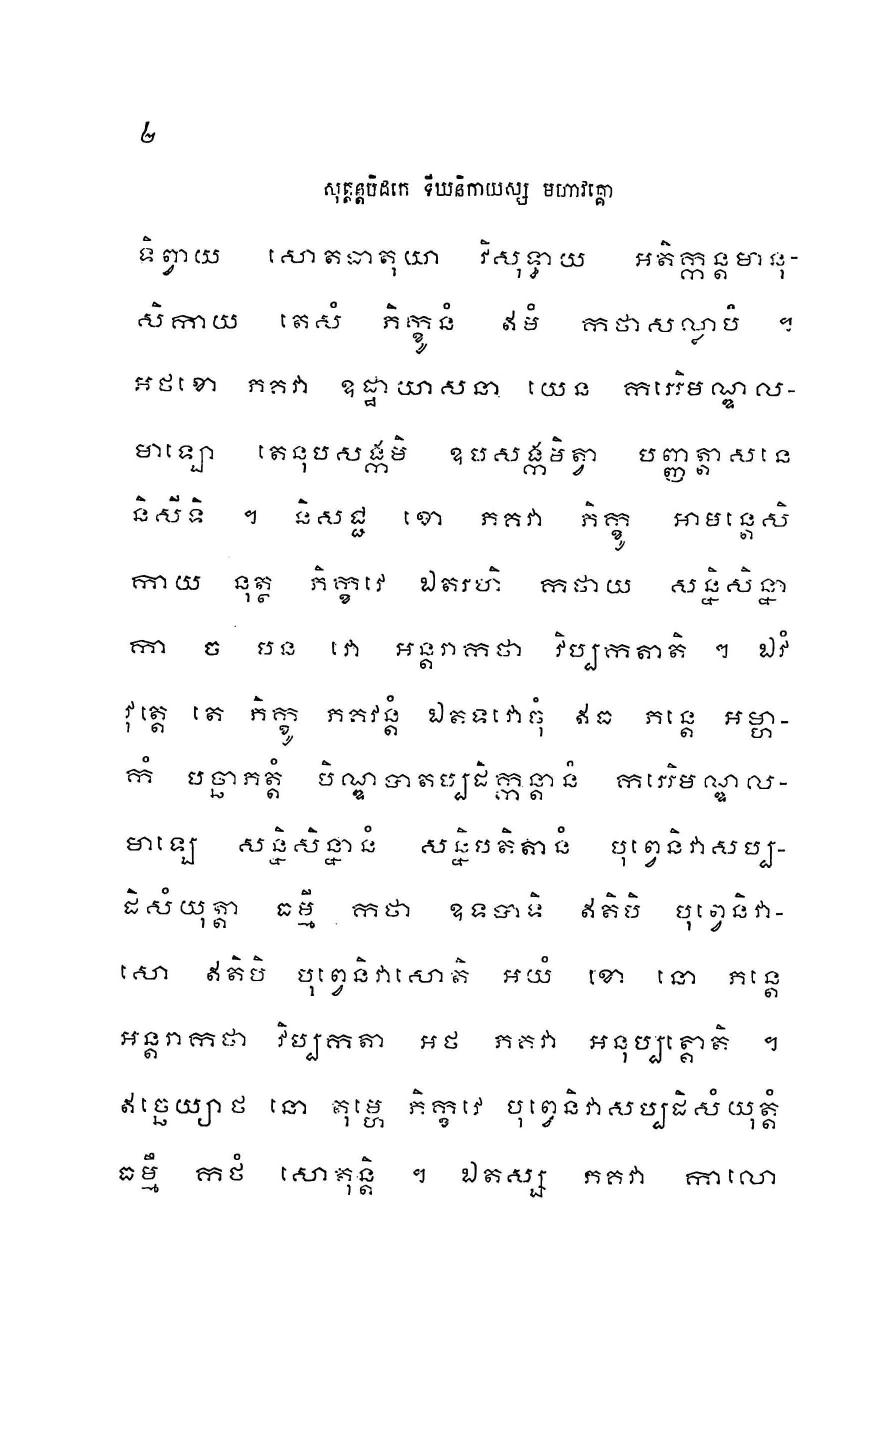 ២
សុត្តន្តបិដកេ ទីឃនិកាយស្ស មហាវគ្គោ
ទិព្វាយ សោតធាតុយា វិសុទ្ធាយ អតិក្កន្តមានុ-
សិកាយ តេសំ ភិក្ខូនំ ឥមំ កថាសល្លាបំ ។
អថខោ ភគវា ឧដ្ឋាយាសនា យេន ករេរិមណ្ឌល-
មាឡោ តេនុបសង្កមិ ឧបសង្កមិត្វា បញ្ញត្តាសនេ
និសីទិ ។ និសជ្ជ ខោ ភគវា ភិក្ខូ អាមន្តេសិ
កាយ នុត្ថ ភិក្ខវេ ឯតរហិ កថាយ សន្និសិន្នា
កា ច បន វោ អន្តរាកថា វិប្បកតាតិ ។ ឯវំ
វុត្តេ តេ ភិក្ខូ ភគវន្តំ ឯតទវោចុំ ឥធ ភន្តេ អម្ហា-
កំ បច្ឆាភត្តំ បិណ្ឌបាតប្បដិក្កន្តានំ ករេរិមណ្ឌល-
មាឡេ សន្និសិន្នានំ សន្និបតិតានំ បុព្វេនិវាសប្ប-
ដិសំយុត្តា ធម្មី កថា ឧទបាទិ ឥតិបិ បុព្វេនិវា-
សោ ឥតិបិ បុព្វេនិវាសោតិ អយំ ខោ នោ ភន្តេ
អន្តរាកថា វិប្បកតា អថ ភគវា អនុប្បត្តោតិ ។
ឥច្ឆេយ្យាថ នោ តុម្ហេ ភិក្ខវេ បុព្វេនិវាសប្បដិសំយុត្តំ
ធម្មឹ កថំ សោតុន្តិ ។ ឯតស្ស ភគវា កាលោ